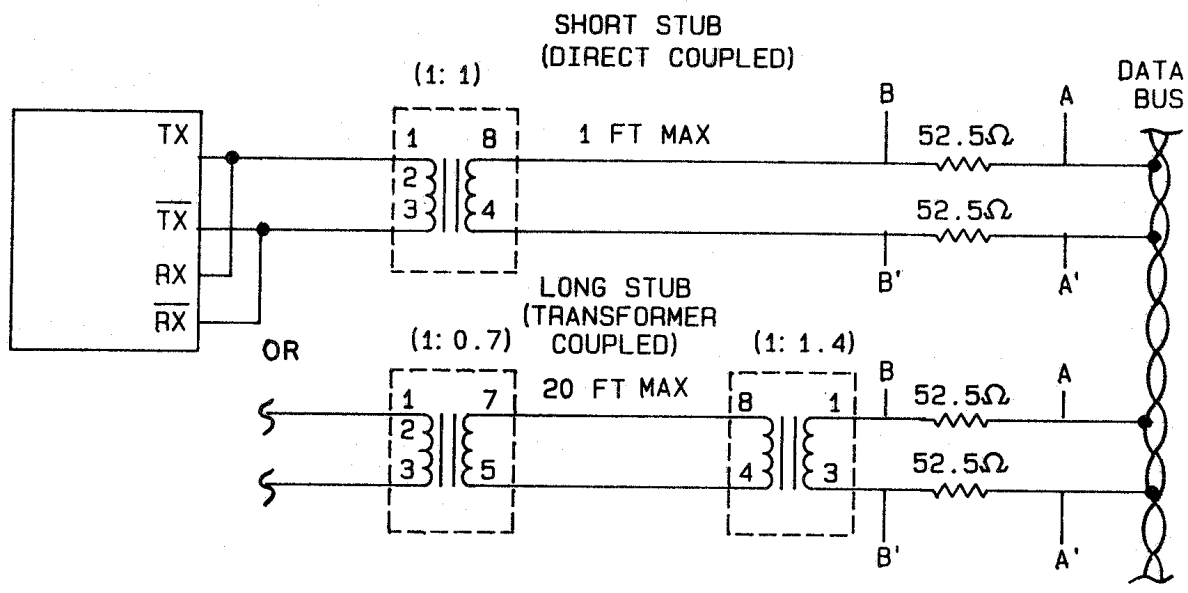 SHORT STUB
(DIRECT COUPLED)
(1:1)
DATA
BUS
B
A
TX
1
8
1 FT MAX
52.5Ω
2
T̅X̅
3
4
52.5Ω
RX
R̅X̅
B'
A'
LONG STUB
(TRANSFORMER
COUPLED)
OR
(1:0.7)
(1:1.4)
B
A
1
7
20 FT MAX
8
1
52.5Ω
2
3
5
4
3
52.5Ω
B'
A'